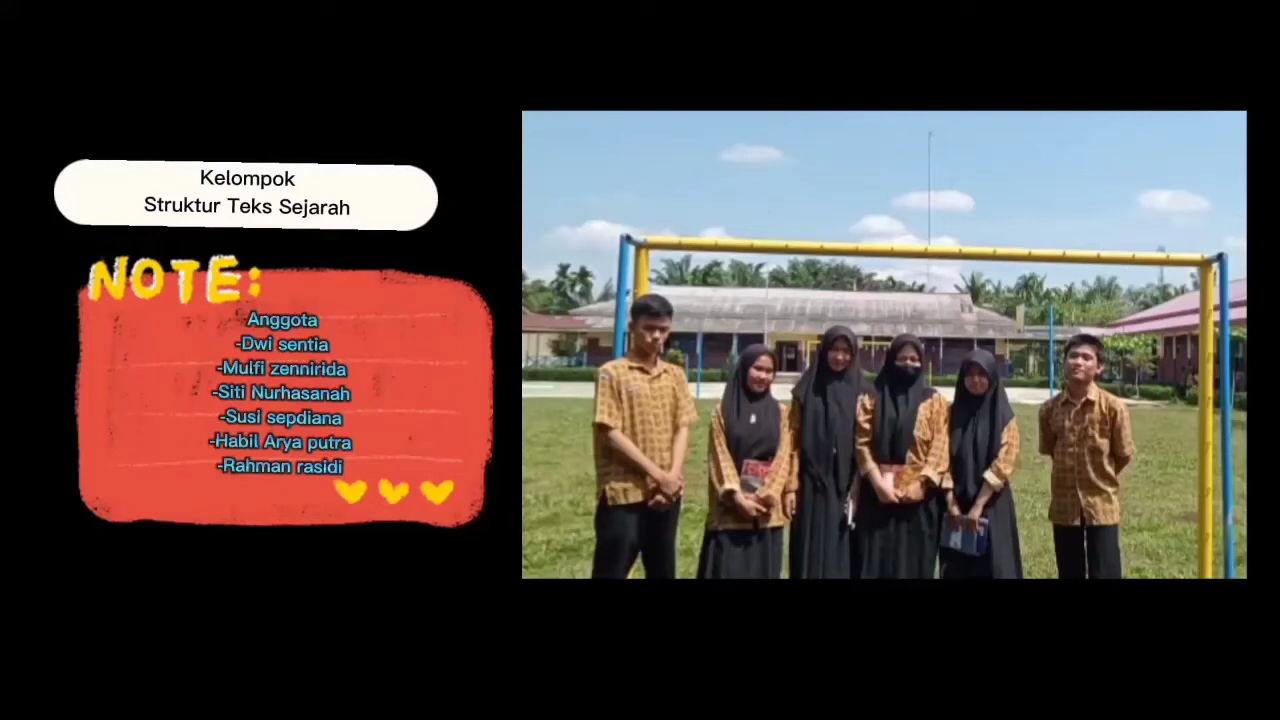 Kelompok
Struktur Teks Sejarah
NOTE:
Anggota
-Dwi sentia
-Mulfi zennirida
-Siti Nurhasanah
-Susi sepdiana
-Habil Arya putra
-Rahman rasidi